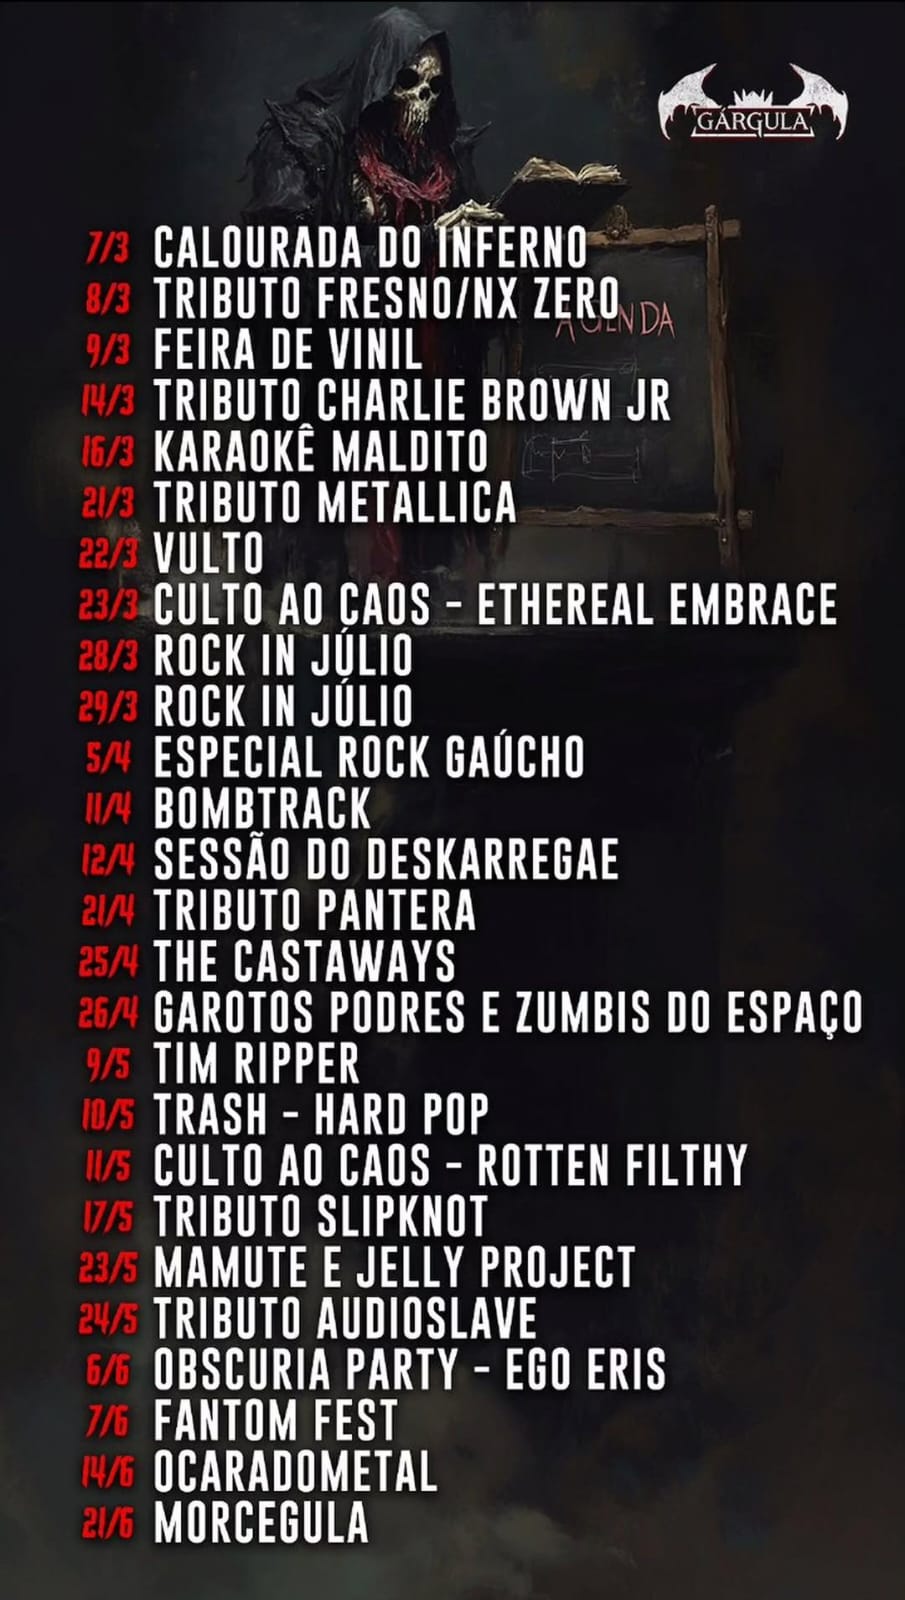 GÁRGULA
7/3 CALOURADA DO INFERNO
8/3 TRIBUTO FRESNO/NX ZERO
AGENDA
9/3 FEIRA DE VINIL
14/3 TRIBUTO CHARLIE BROWN JR
16/3 KARAOKÊ MALDITO
21/3 TRIBUTO METALLICA
22/3 VULTO
23/3 CULTO AO CAOS - ETHEREAL EMBRACE
28/3 ROCK IN JÚLIO
29/3 ROCK IN JÚLIO
5/4 ESPECIAL ROCK GAÚCHO
11/4 BOMBTRACK
12/4 SESSÃO DO DESKARREGAE
21/4 TRIBUTO PANTERA
25/4 THE CASTAWAYS
26/4 GAROTOS PODRES E ZUMBIS DO ESPAÇO
9/5 TIM RIPPER
10/5 TRASH - HARD POP
11/5 CULTO AO CAOS - ROTTEN FILTHY
17/5 TRIBUTO SLIPKNOT
23/5 MAMUTE E JELLY PROJECT
24/5 TRIBUTO AUDIOSLAVE
6/6 OBSCURIA PARTY - EGO ERIS
7/6 FANTOM FEST
14/6 OCARADOMETAL
21/6 MORCEGULA